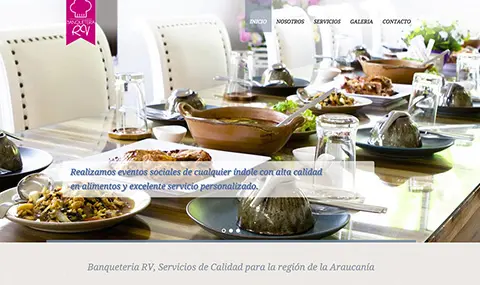 BANQUETERÍA
RV
INICIO NOSOTROS SERVICIOS GALERIA CONTACTO
Realizamos eventos sociales de cualquier índole con alta calidad
en alimentos y excelente servicio personalizado.
Banquetería RV, Servicios de Calidad para la región de la Araucanía